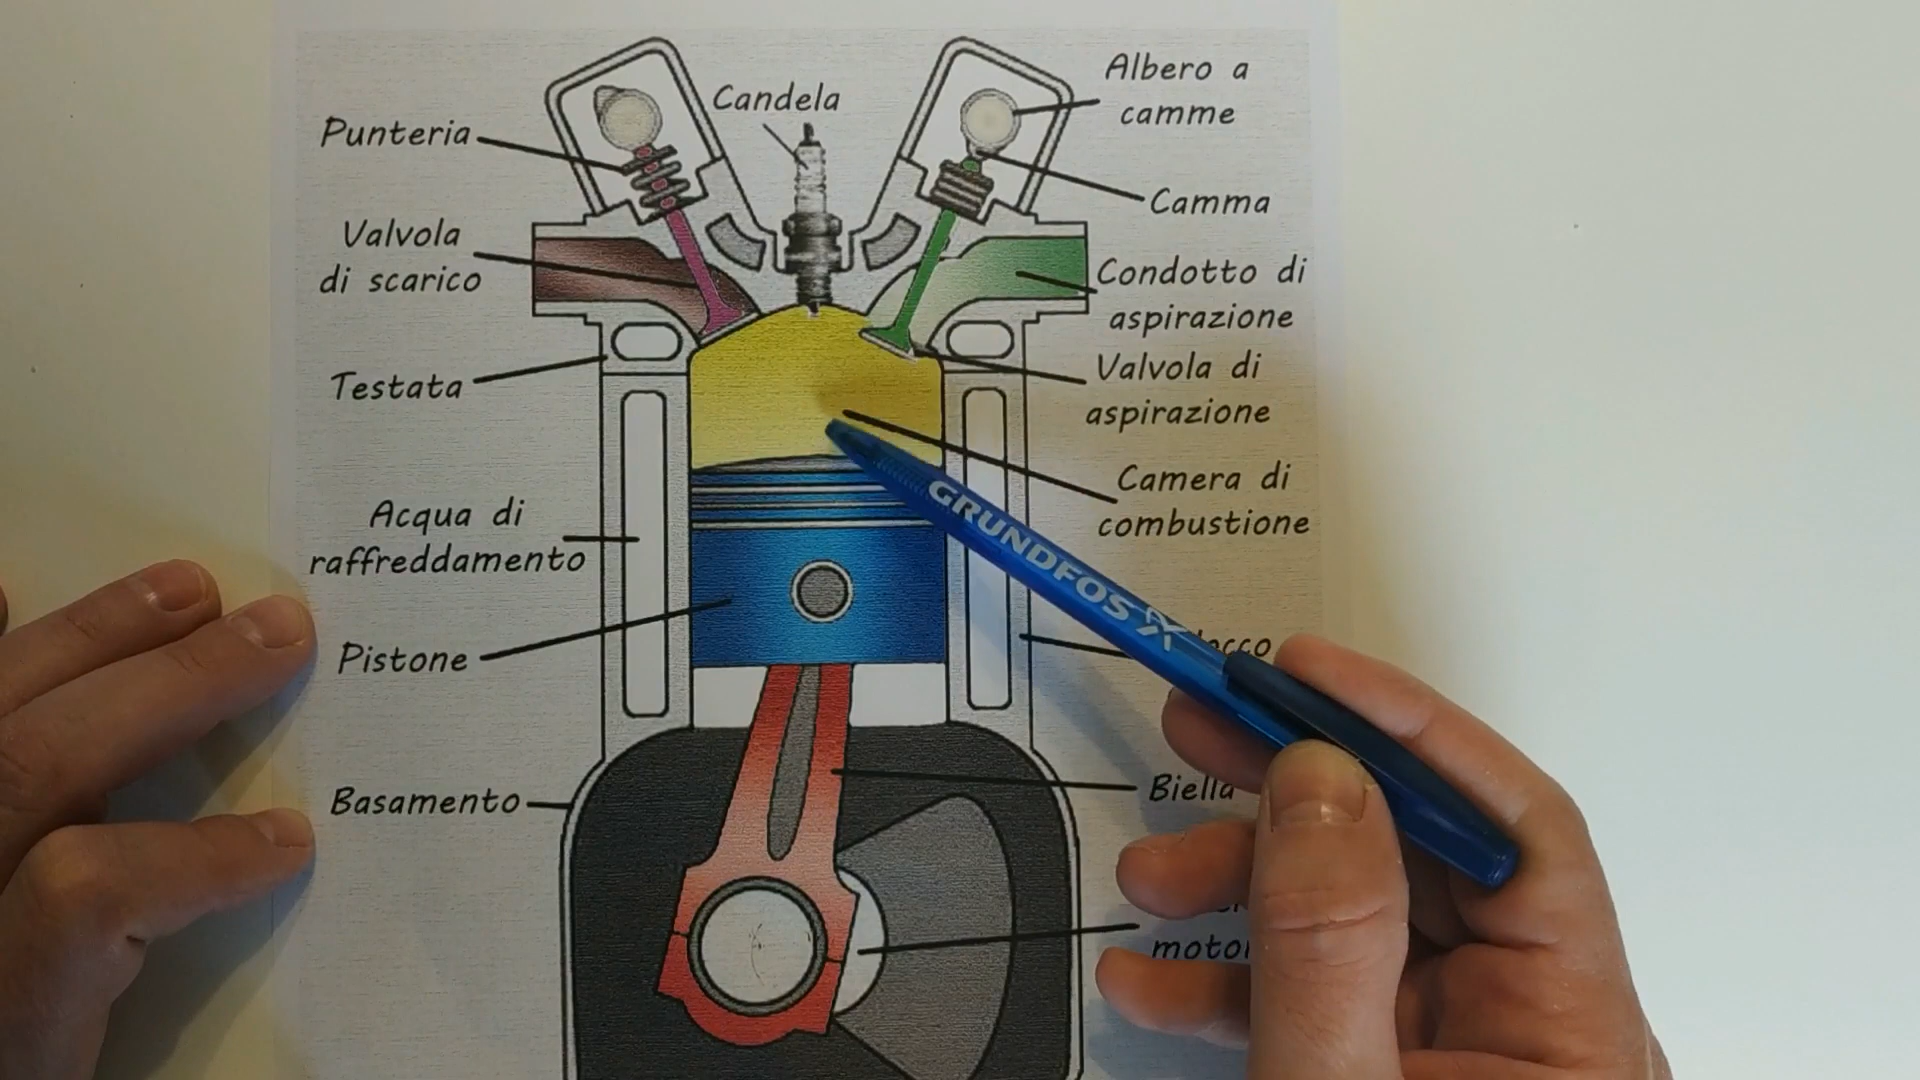 Albero a
camme
Candela
Punteria
Camma
Valvola
di scarico
Condotto di
aspirazione
Valvola di
aspirazione
Testata
Camera di
combustione
Acqua di
raffreddamento
GRUNDFOS
Pistone
Biella
Basamento